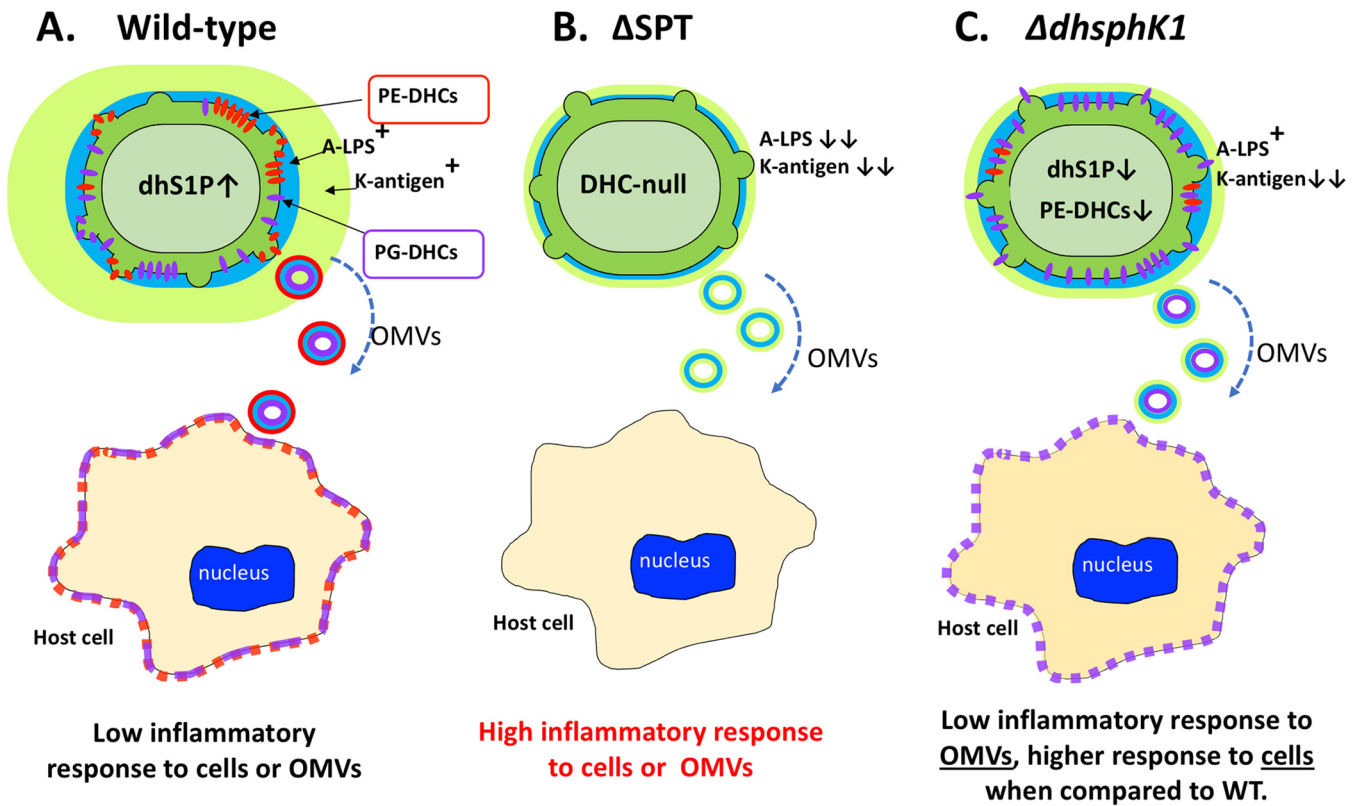 A. Wild-type
PE-DHCs
A-LPS+
K-antigen+
dhS1P↑
PG-DHCs
OMVs
nucleus
Host cell
Low inflammatory
response to cells or OMVs
B. ΔSPT
A-LPS ↓↓
K-antigen ↓↓
DHC-null
OMVs
nucleus
Host cell
High inflammatory response
to cells or OMVs
C. ΔdhsphK1
A-LPS+
K-antigen↓↓
dhS1P↓
PE-DHCs↓
OMVs
nucleus
Host cell
Low inflammatory response to
OMVs, higher response to cells
when compared to WT.